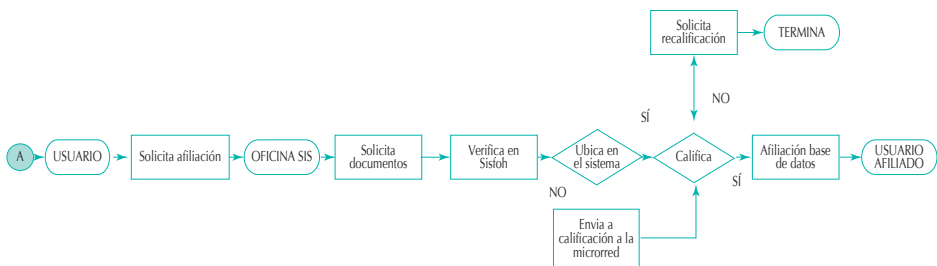 Solicita
recalificación
TERMINA
NO
SÍ
A
USUARIO
Solicita afiliación
OFICINA SIS
Solicita
documentos
Verifica en
Sisfoh
Ubica en
el sistema
Califica
Afiliación base
de datos
USUARIO
AFILIADO
SÍ
NO
Envia a
calificación a la
microrred